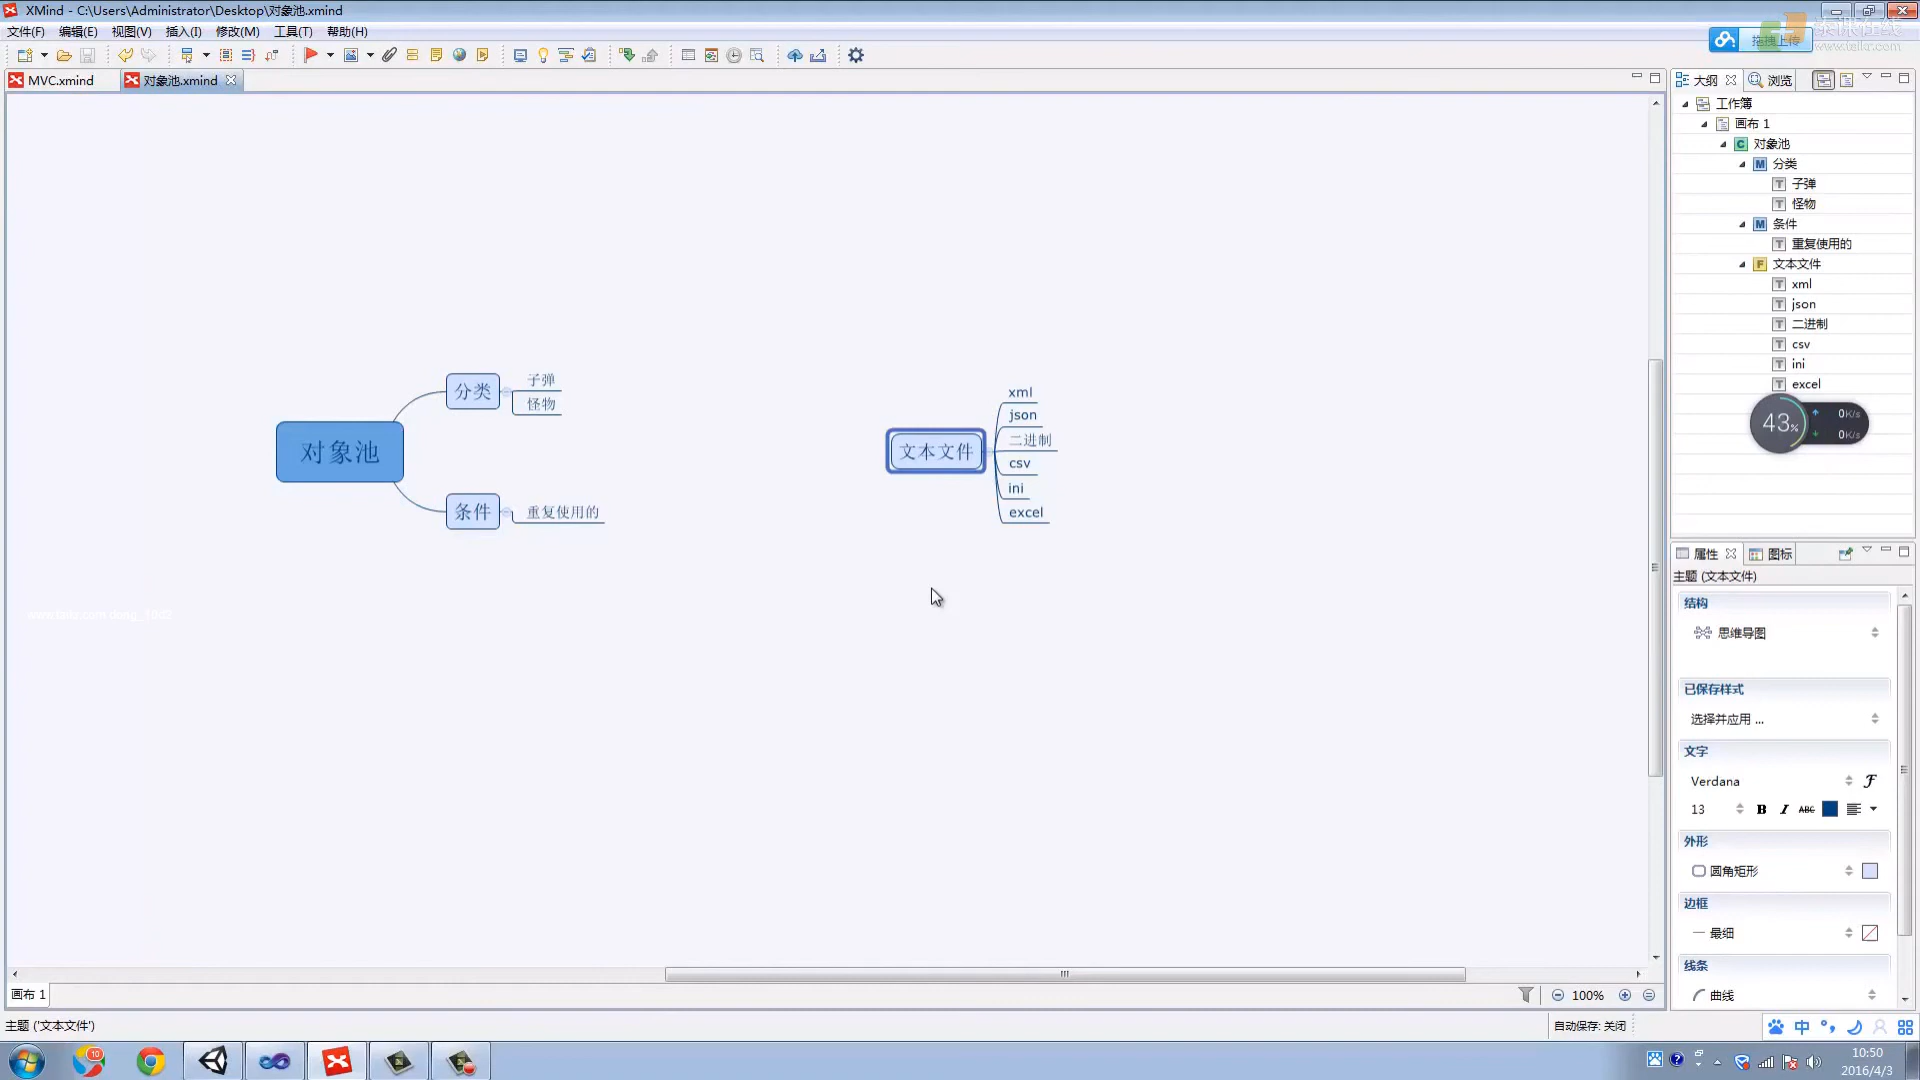 XMind - C:\Users\Administrator\Desktop\对象池.xmind
文件(F) 编辑(E) 视图(V) 插入(I) 修改(M) 工具(T) 帮助(H)
拖拽上传
MVC.xmind
对象池.xmind
大纲
浏览
工作簿
画布 1
对象池
分类
子弹
怪物
条件
重复使用的
文本文件
xml
json
二进制
csv
ini
excel
43%
0K/s
0K/s
对象池
分类
子弹
怪物
条件
重复使用的
文本文件
xml
json
二进制
csv
ini
excel
属性
图标
主题 (文本文件)
结构
思维导图
已保存样式
选择并应用 ...
文字
Verdana
13
B I ABC
外形
圆角矩形
边框
最细
线条
曲线
画布 1
100%
主题 ('文本文件')
自动保存: 关闭
中
10
10:50
2016/4/3